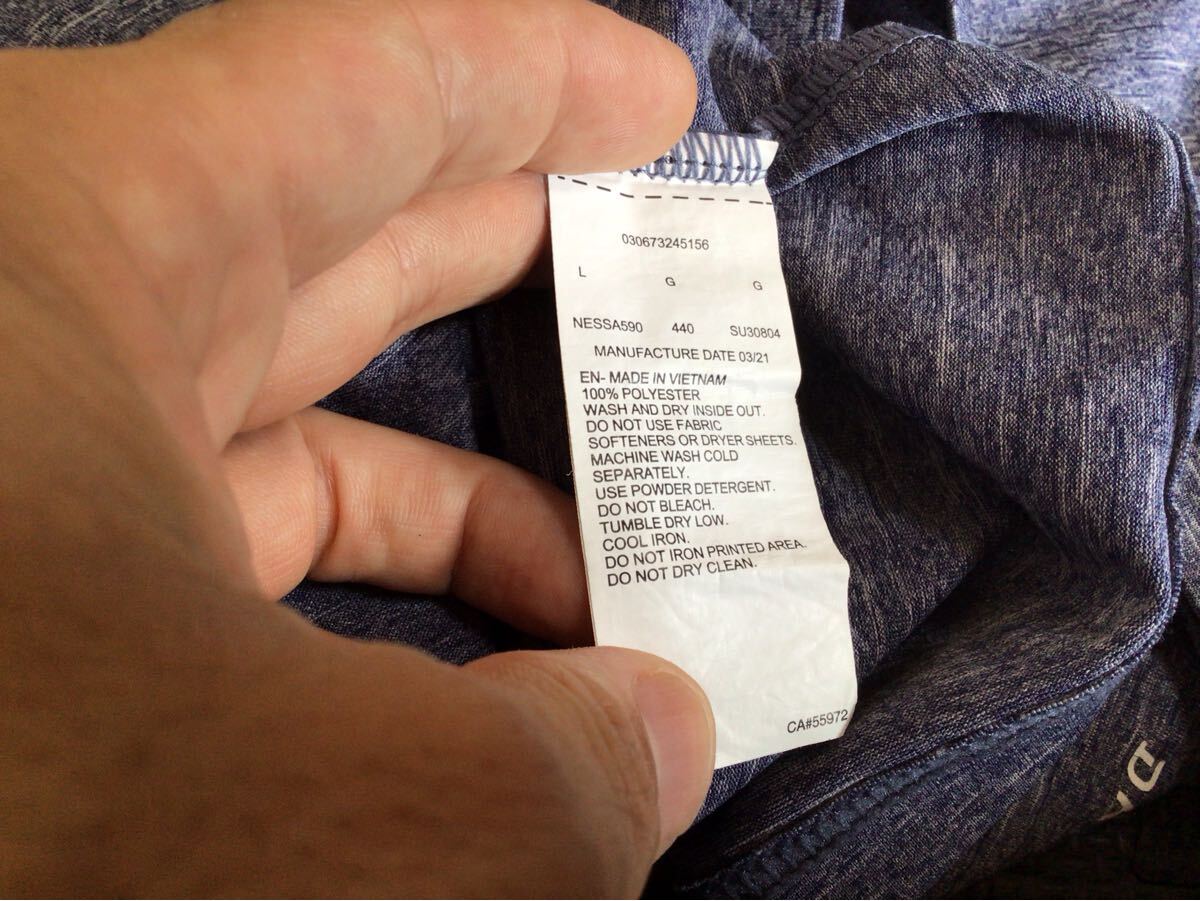 030673245156
L G G
NESSA590 440 SU30804
MANUFACTURE DATE 03/21
EN- MADE IN VIETNAM
100% POLYESTER
WASH AND DRY INSIDE OUT.
DO NOT USE FABRIC
SOFTENERS OR DRYER SHEETS.
MACHINE WASH COLD
SEPARATELY.
USE POWDER DETERGENT.
DO NOT BLEACH.
TUMBLE DRY LOW.
COOL IRON.
DO NOT IRON PRINTED AREA.
DO NOT DRY CLEAN.
CA#55972